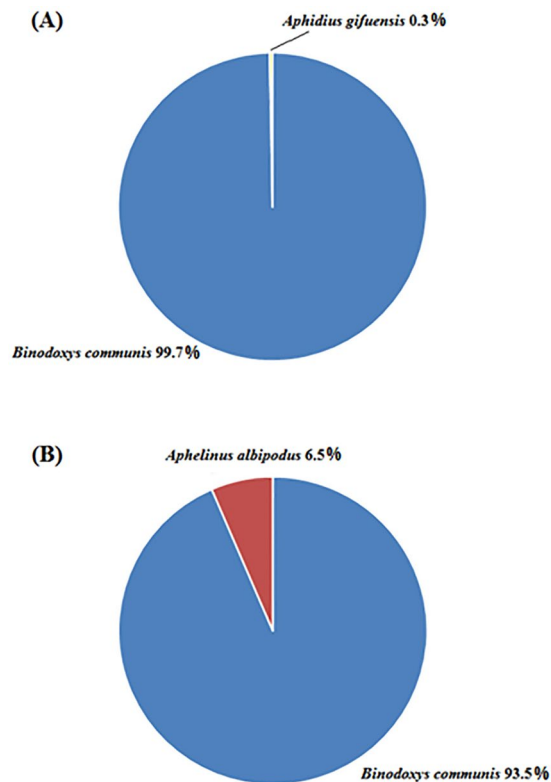 (A)
Aphidius gifuensis 0.3%
Binodoxys communis 99.7%
(B)
Aphelinus albipodus 6.5%
Binodoxys communis 93.5%